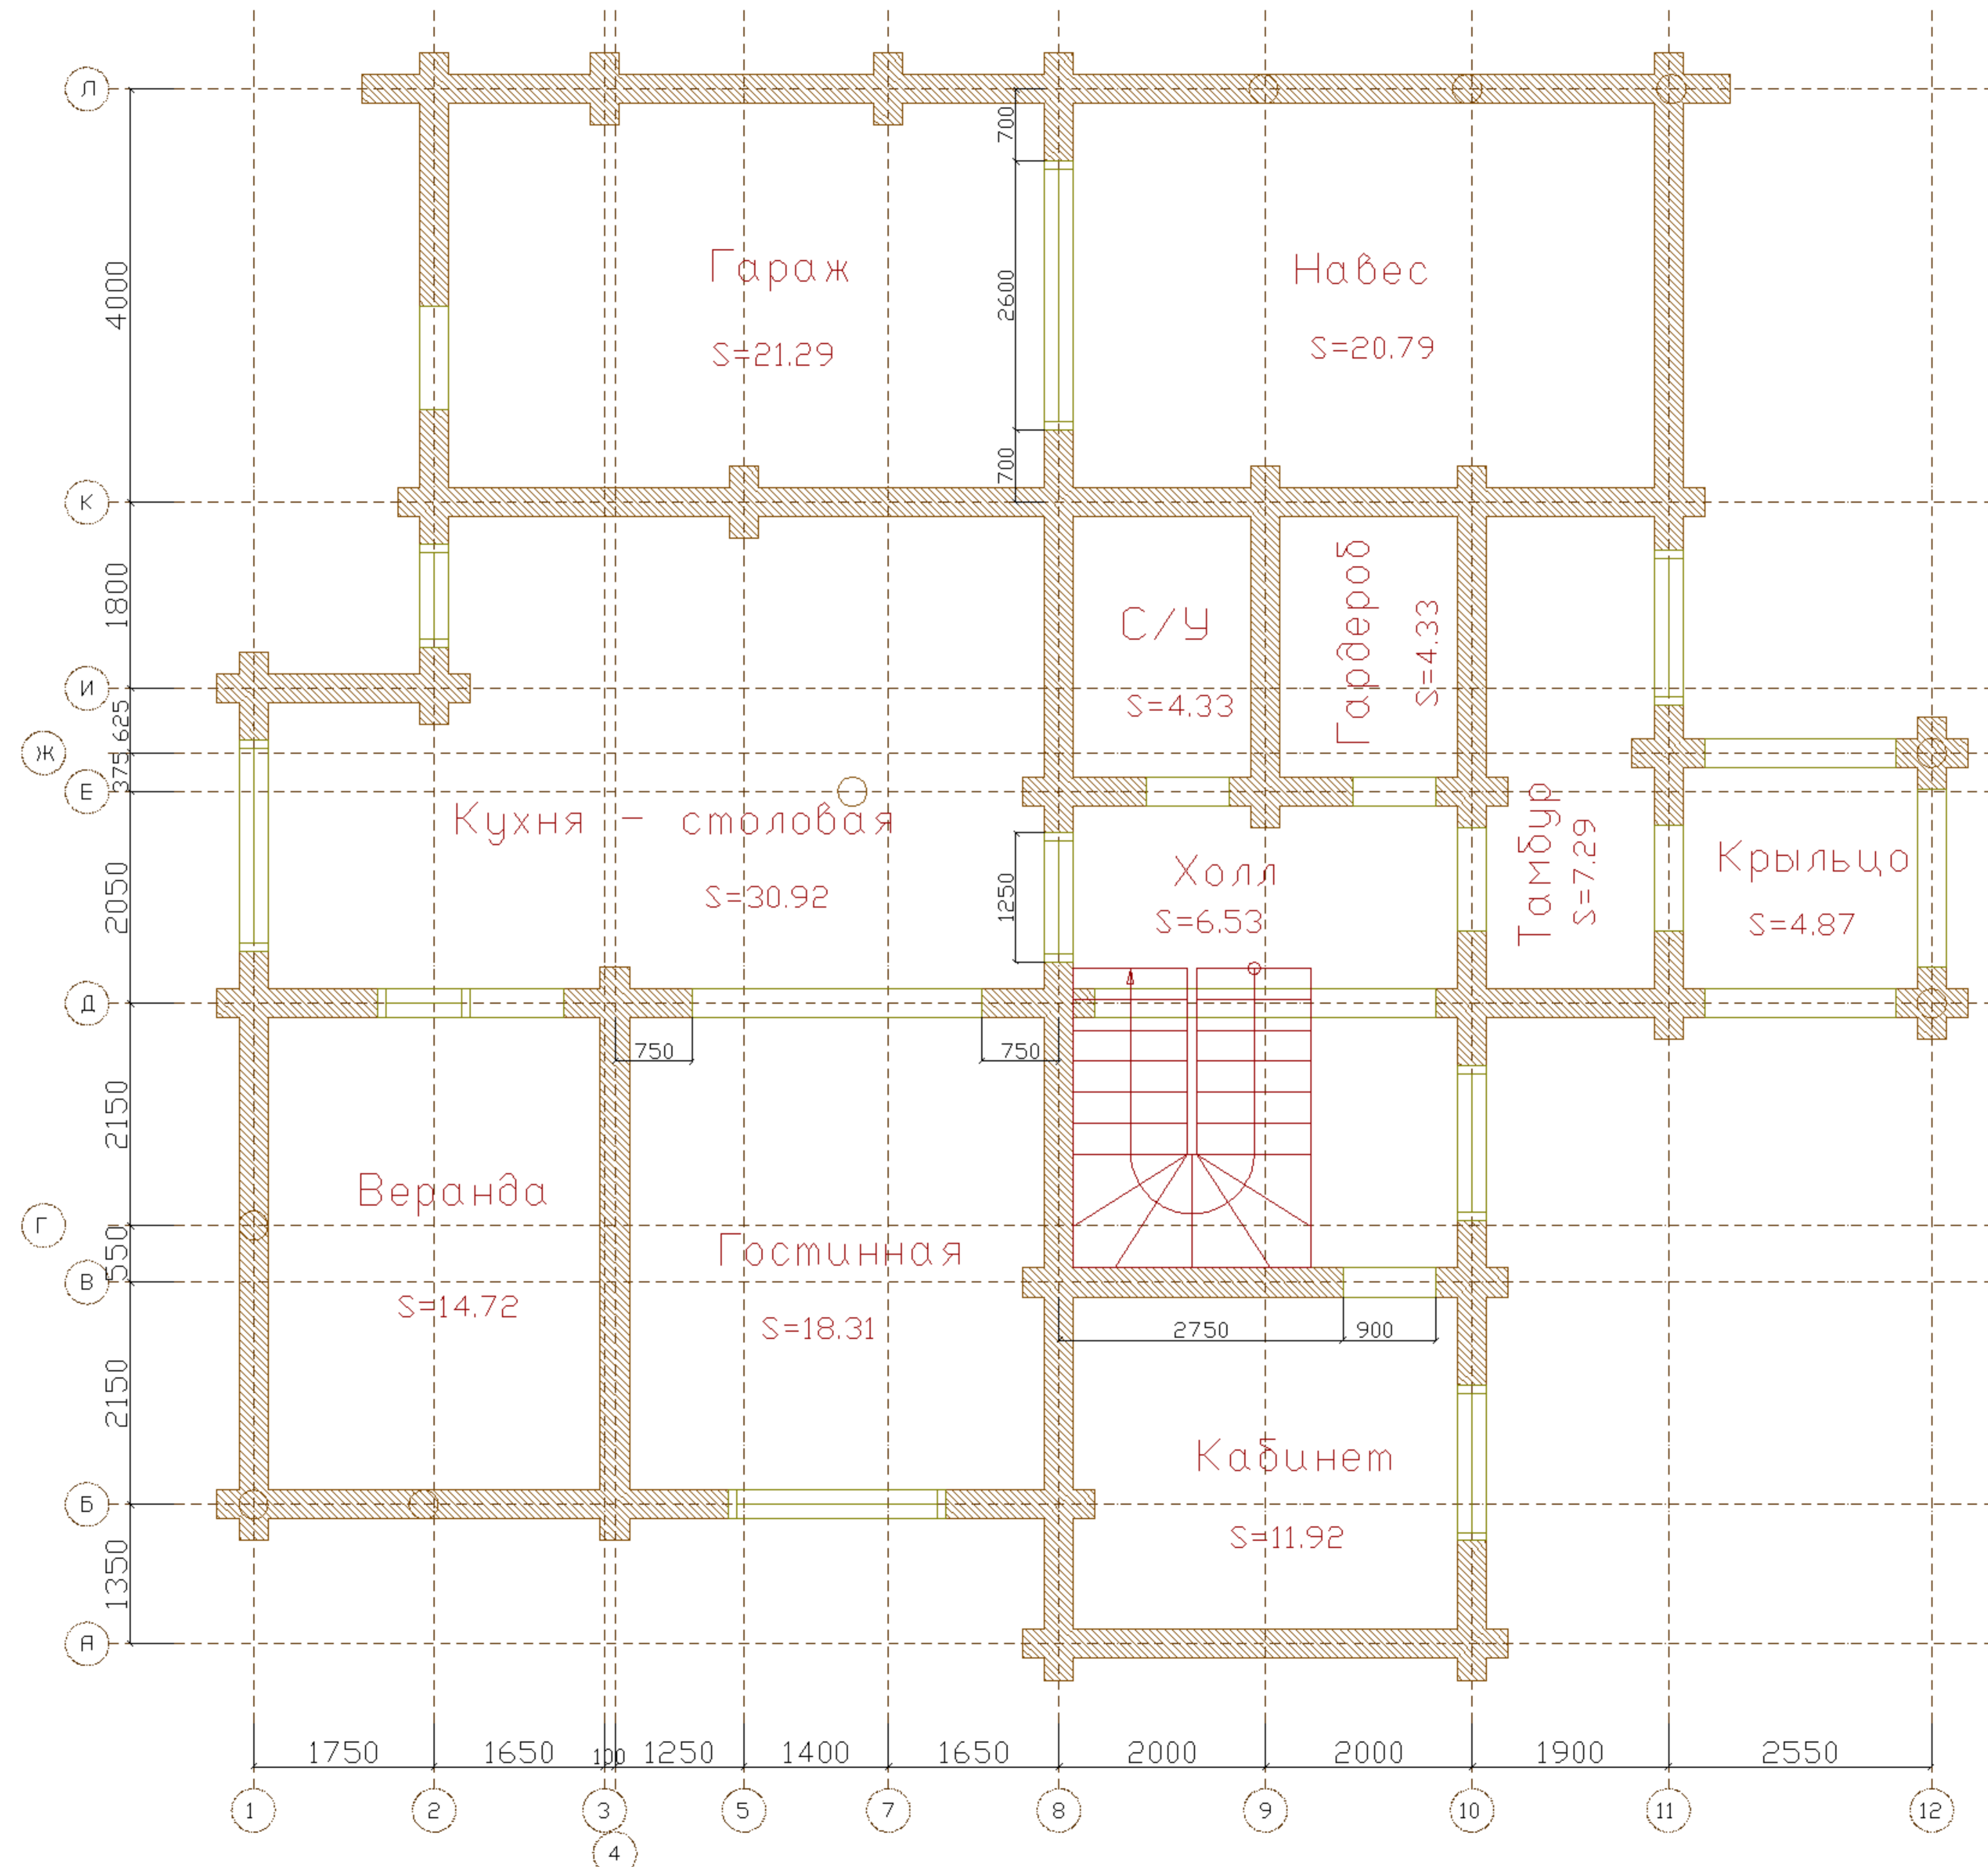 Л
700
4000
Гараж
Навес
2600
S=21.29
S=20.79
700
К
1800
Гардероб
S=4.33
С/У
S=4.33
И
625
Ж
375
Е
Кухня - столовая
S=30.92
2050
1250
Холл
S=6.53
Тамбур
S=7.29
Крыльцо
S=4.87
Д
750
750
2150
Веранда
Г
Гостинная
550
В
S=14.72
S=18.31
2750
900
2150
Кабинет
Б
S=11.92
1350
А
1750
1650
100
1250
1400
1650
2000
2000
1900
2550
1
2
3
5
7
8
9
10
11
12
4